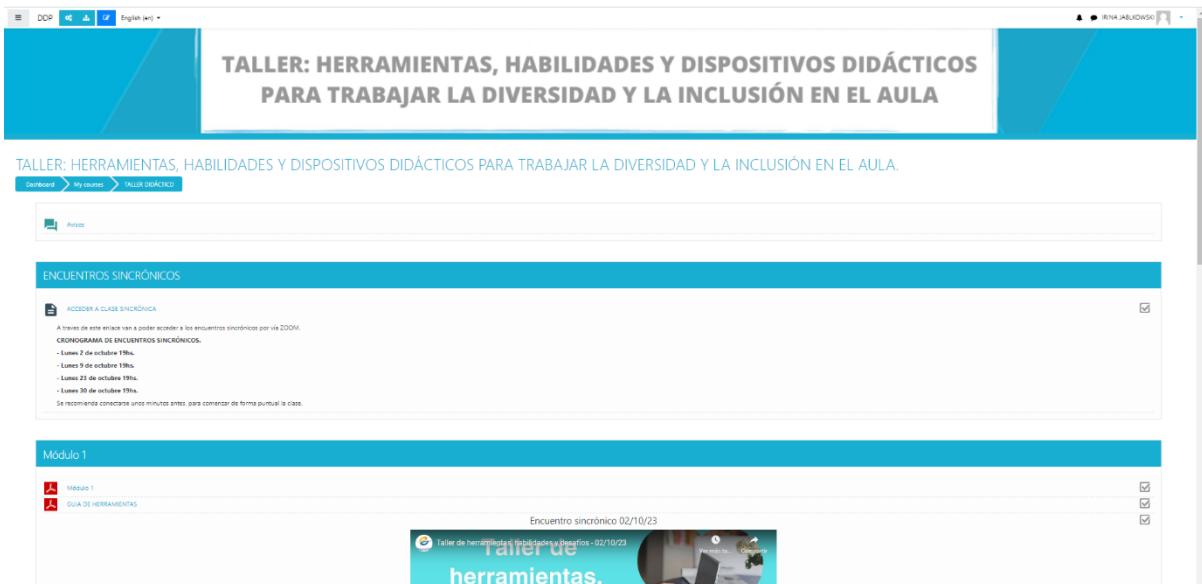 DDP English (en) IRINA JABLKOWSKI
TALLER: HERRAMIENTAS, HABILIDADES Y DISPOSITIVOS DIDÁCTICOS
PARA TRABAJAR LA DIVERSIDAD Y LA INCLUSIÓN EN EL AULA
TALLER: HERRAMIENTAS, HABILIDADES Y DISPOSITIVOS DIDÁCTICOS PARA TRABAJAR LA DIVERSIDAD Y LA INCLUSIÓN EN EL AULA.
Dashboard My courses TALLER DIDÁCTICO
Avisos
ENCUENTROS SINCRÓNICOS
ACCEDER A CLASE SINCRÓNICA
A traves de este enlace van a poder acceder a los encuentros sincrónicos por vía ZOOM.
CRONOGRAMA DE ENCUENTROS SINCRÓNICOS.
- Lunes 2 de octubre 19hs.
- Lunes 9 de octubre 19hs.
- Lunes 23 de octubre 19hs.
- Lunes 30 de octubre 19hs.
Se recomienda conectarse unos minutos antes, para comenzar de forma puntual la clase.
Módulo 1
Módulo 1
GUIA DE HERRAMIENTAS
Encuentro sincrónico 02/10/23
Taller de herramientas, habilidades y desafíos - 02/10/23
Ver más ta... Compartir
Taller de
herramientas,